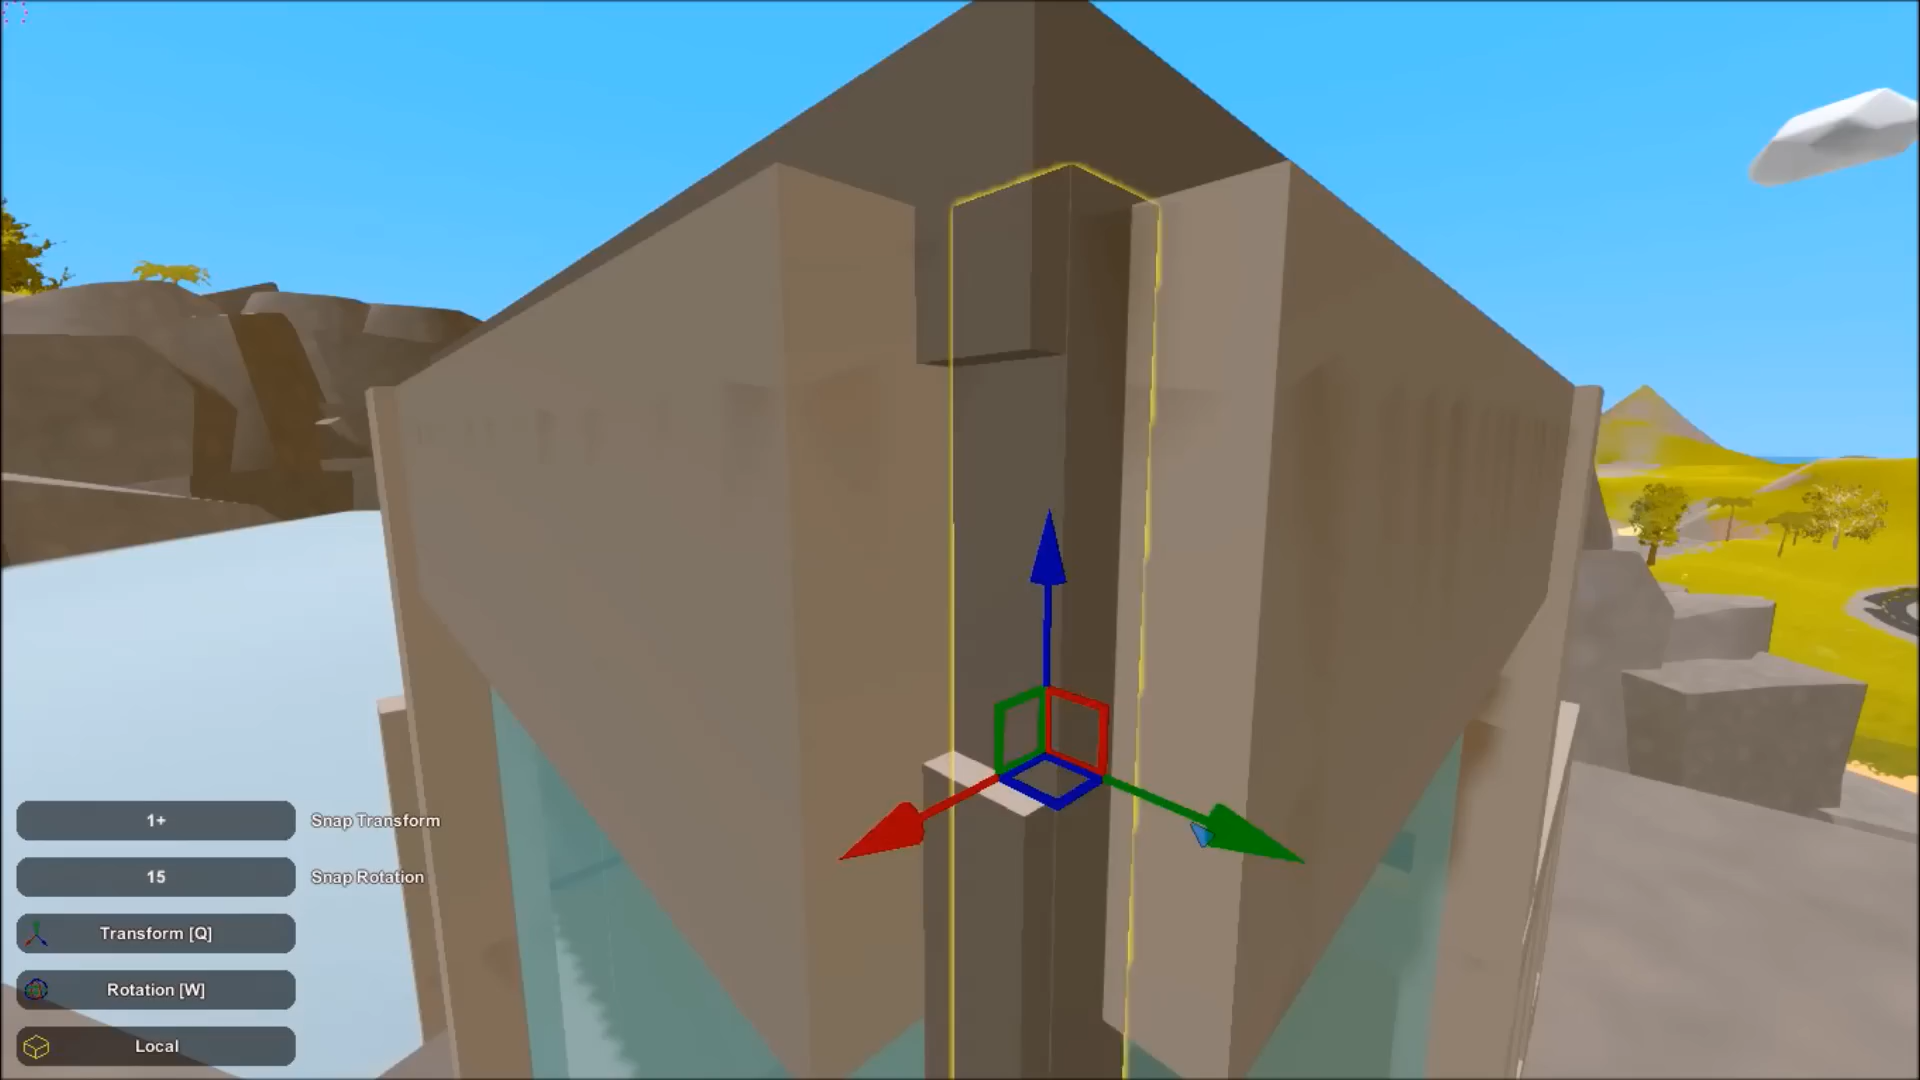 1+ Snap Transform
15 Snap Rotation
Transform [Q]
Rotation [W]
Local